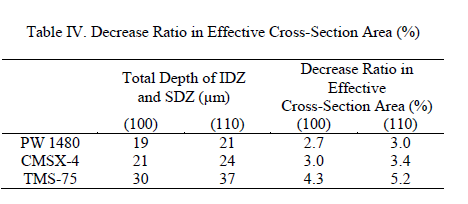 Table IV. Decrease Ratio in Effective Cross-Section Area (%)
Total Depth of IDZ and SDZ (μm) Decrease Ratio in Effective Cross-Section Area (%)
(100) (110) (100) (110)
PW 1480 19 21 2.7 3.0
CMSX-4 21 24 3.0 3.4
TMS-75 30 37 4.3 5.2